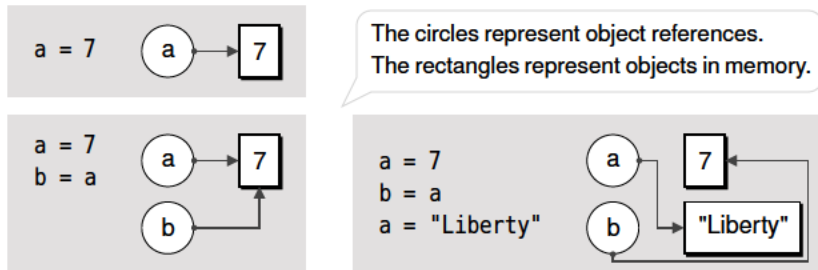 a = 7
a
7
The circles represent object references.
The rectangles represent objects in memory.
a = 7
b = a
a
7
b
a = 7
b = a
a = "Liberty"
a
7
b
"Liberty"